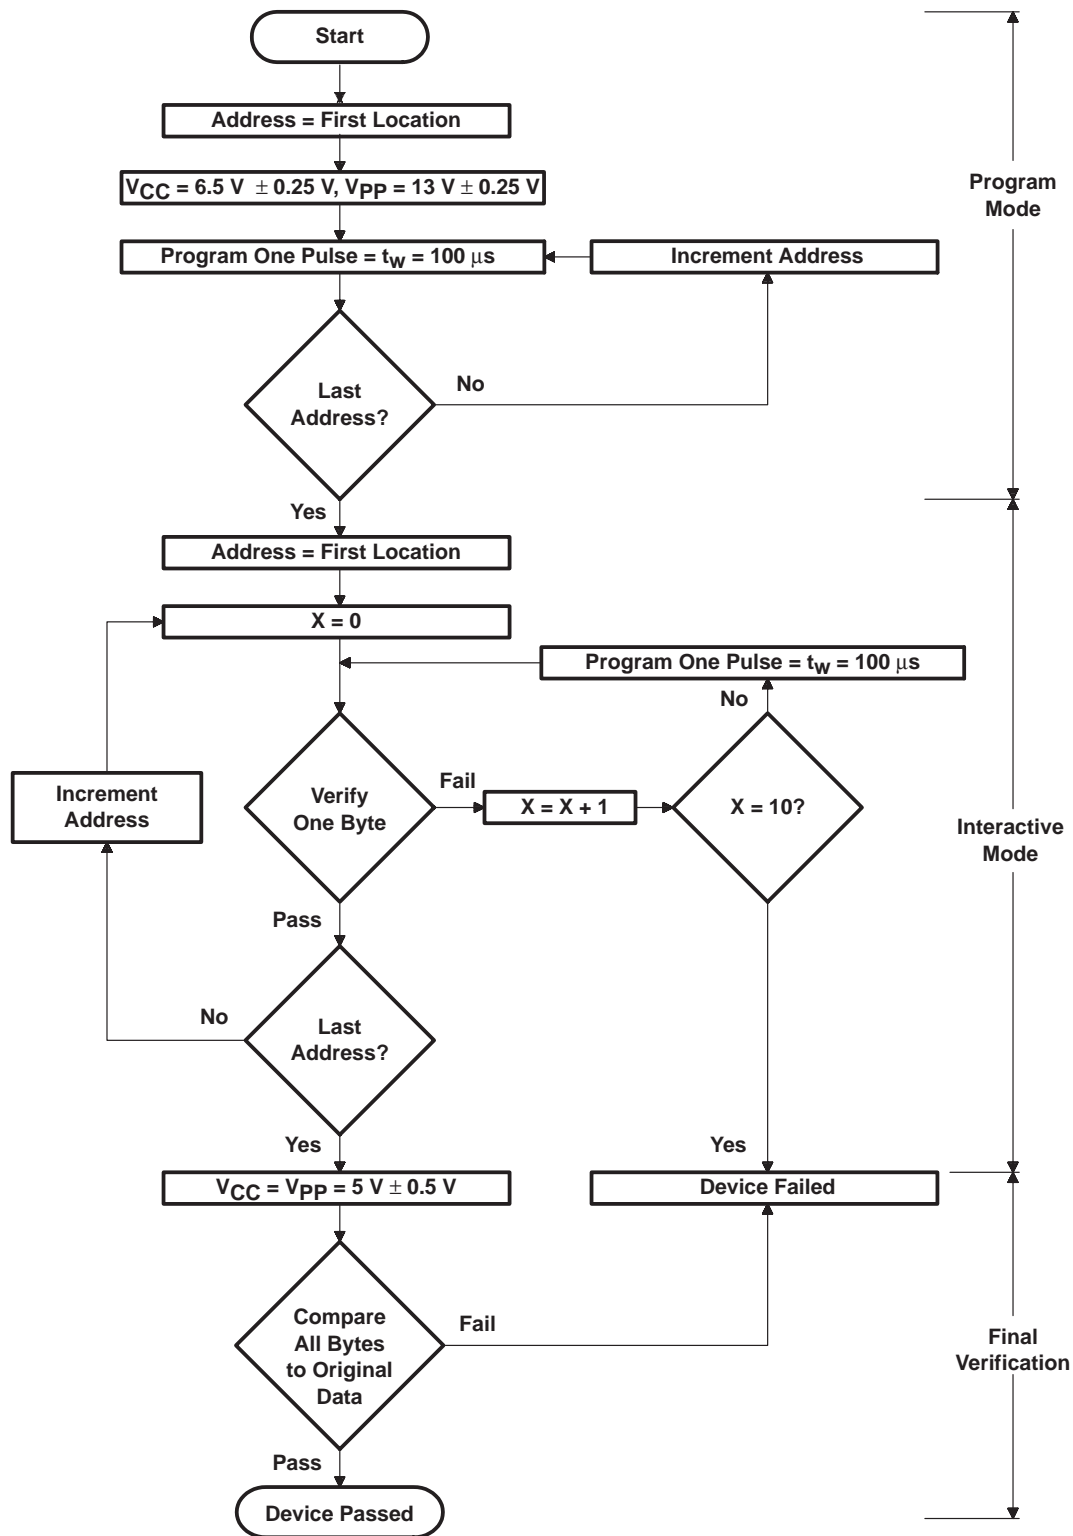 Start
Address = First Location
VCC = 6.5 V ± 0.25 V, VPP = 13 V ± 0.25 V
Program
Mode
Program One Pulse = tw = 100 μs
Increment Address
Last
Address?
No
Yes
Address = First Location
X = 0
Program One Pulse = tw = 100 μs
No
Increment
Address
Verify
One Byte
Fail
X = X + 1
X = 10?
Interactive
Mode
Pass
No
Last
Address?
Yes
Yes
VCC = VPP = 5 V ± 0.5 V
Device Failed
Compare
All Bytes
to Original
Data
Fail
Final
Verification
Pass
Device Passed